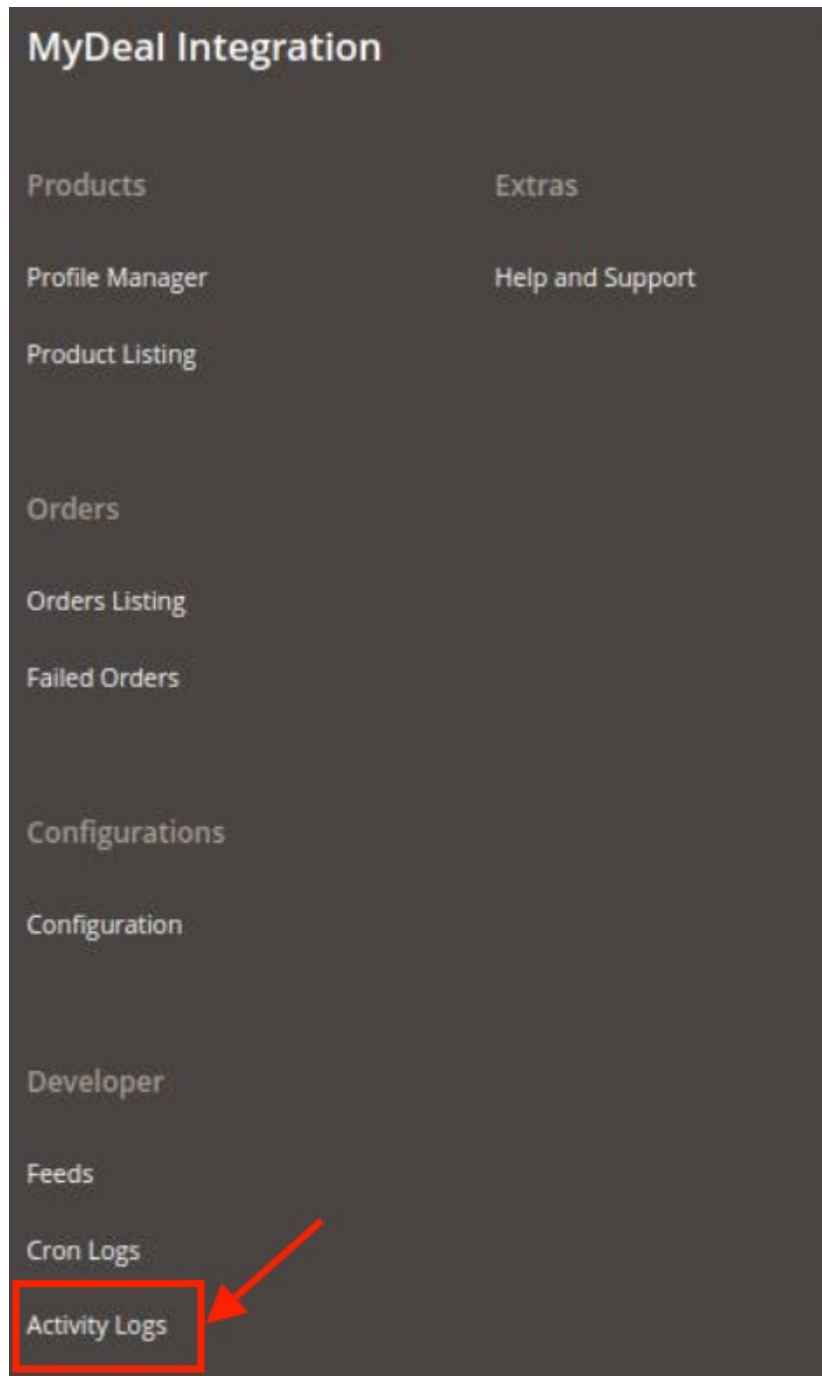 MyDeal Integration
Products
Profile Manager
Product Listing
Orders
Orders Listing
Failed Orders
Configurations
Configuration
Developer
Feeds
Cron Logs
Activity Logs
Extras
Help and Support